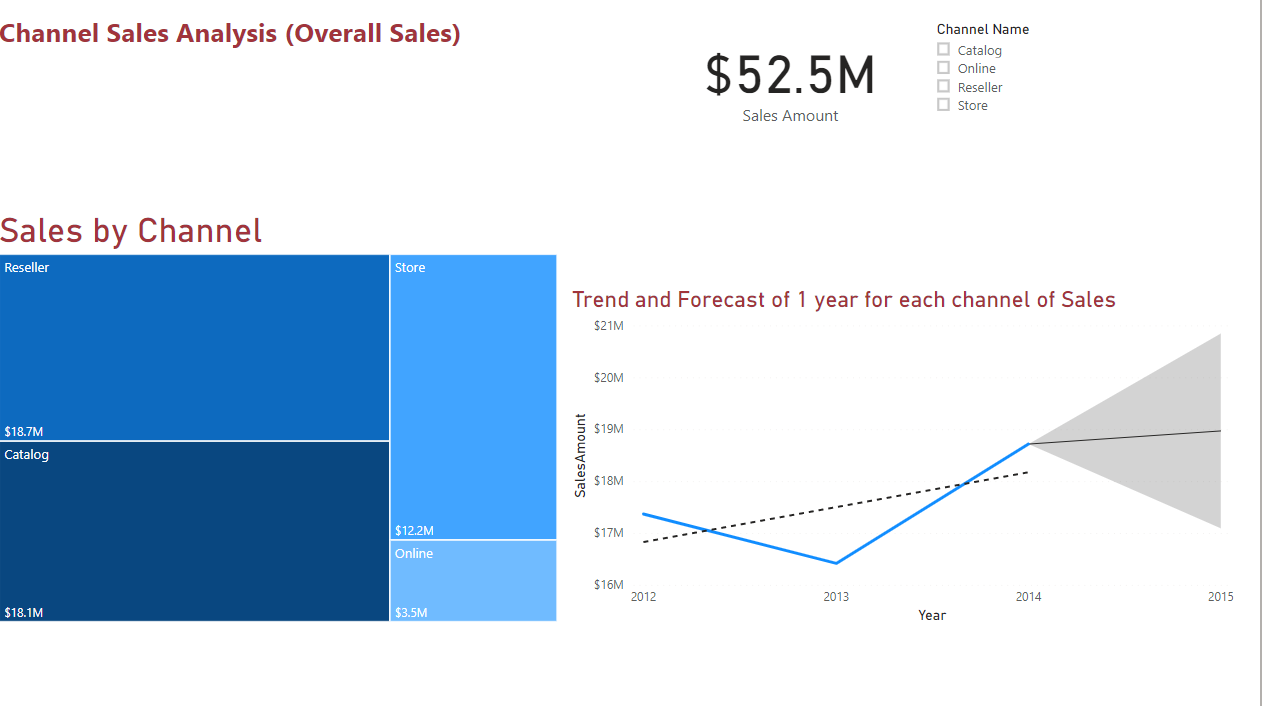 Channel Sales Analysis (Overall Sales)
$52.5M
Sales Amount
Channel Name
Catalog
Online
Reseller
Store
Sales by Channel
Reseller
$18.7M
Catalog
$18.1M
Store
$12.2M
Online
$3.5M
Trend and Forecast of 1 year for each channel of Sales
SalesAmount
$21M
$20M
$19M
$18M
$17M
$16M
2012 2013 2014 2015
Year